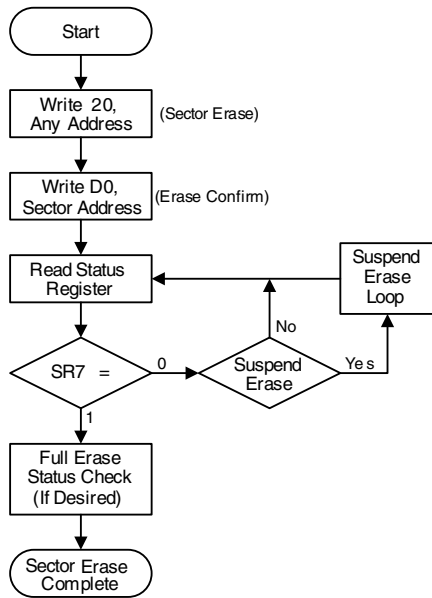 Start
Write 20,
Any Address
(Sector Erase)
Write D0,
Sector Address
(Erase Confirm)
Read Status
Register
Suspend
Erase
Loop
No
SR7 =
0
Suspend
Erase
Yes
1
Full Erase
Status Check
(If Desired)
Sector Erase
Complete